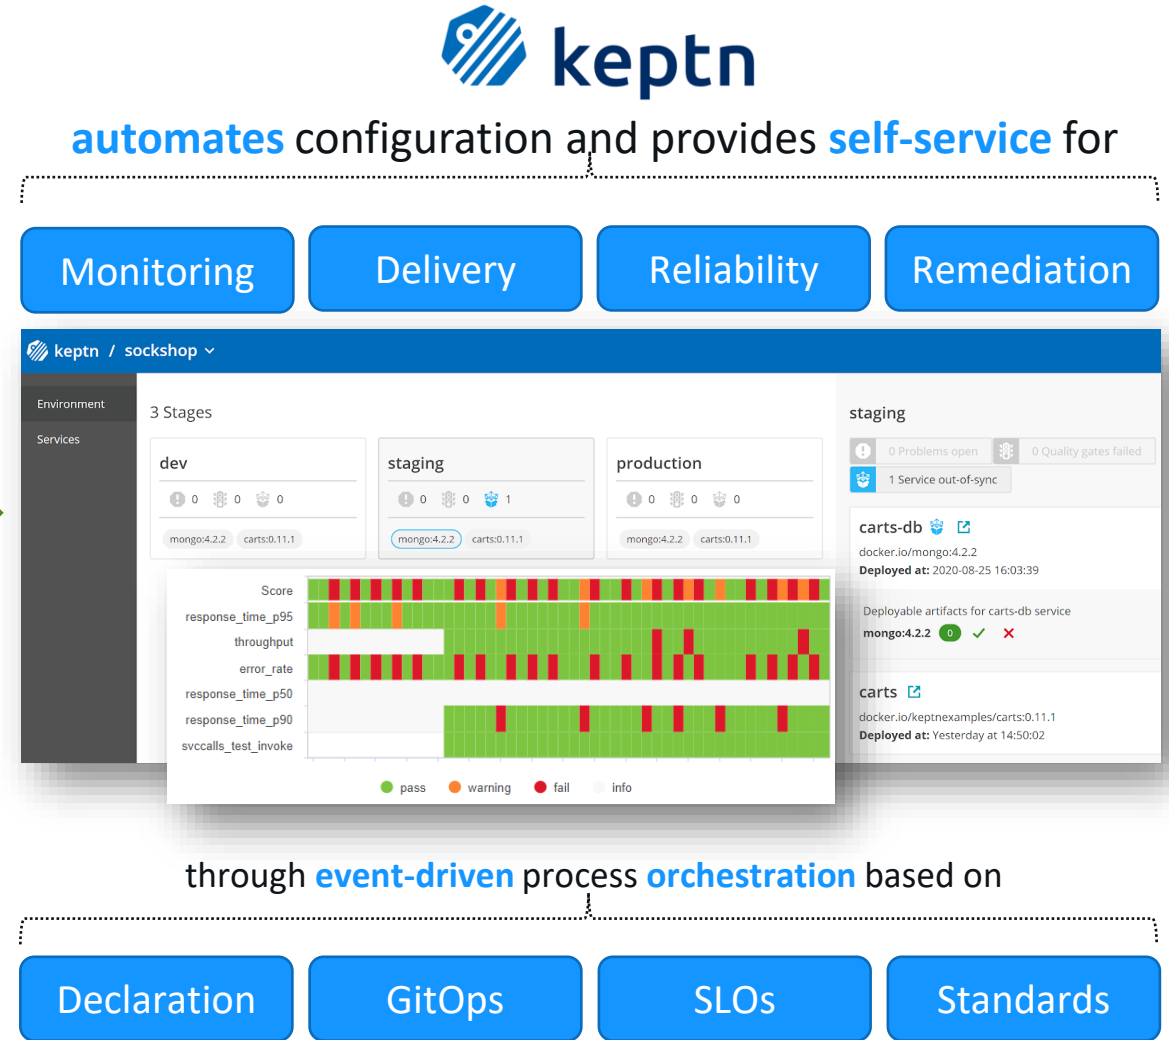 keptn
automates configuration and provides self-service for
Monitoring
Delivery
Reliability
Remediation
keptn / sockshop
Environment
Services
3 Stages
dev
0 0 0
mongo:4.2.2 carts:0.11.1
staging
0 0 1
mongo:4.2.2 carts:0.11.1
production
0 0 0
mongo:4.2.2 carts:0.11.1
staging
0 Problems open
0 Quality gates failed
1 Service out-of-sync
carts-db
docker.io/mongo:4.2.2
Deployed at: 2020-08-25 16:03:39
Deployable artifacts for carts-db service
mongo:4.2.2 0
carts
docker.io/keptnexamples/carts:0.11.1
Deployed at: Yesterday at 14:50:02
Score
response_time_p95
throughput
error_rate
response_time_p50
response_time_p90
svccalls_test_invoke
pass warning fail info
through event-driven process orchestration based on
Declaration
GitOps
SLOs
Standards